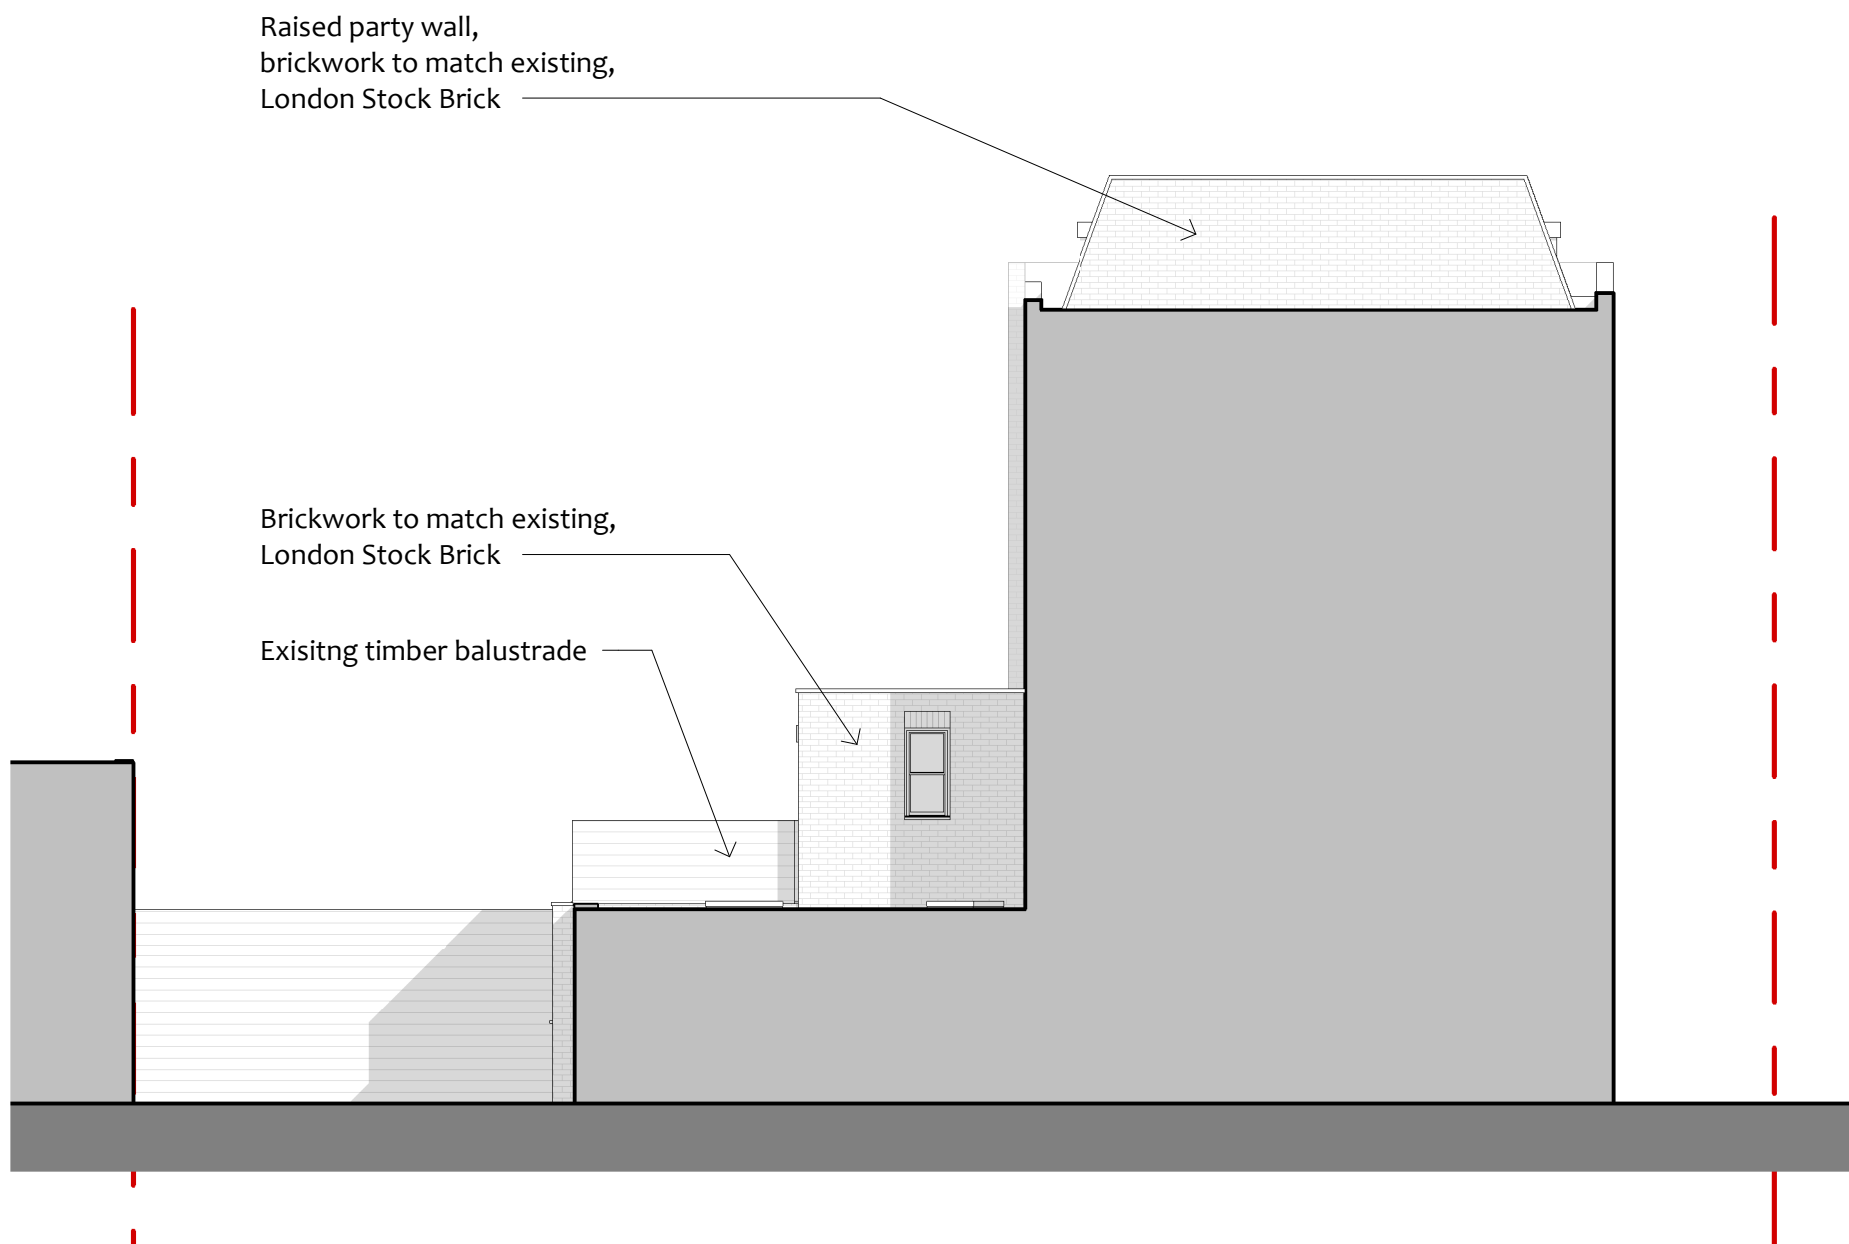 Raised party wall,
brickwork to match existing,
London Stock Brick
Brickwork to match existing,
London Stock Brick
Exisitng timber balustrade